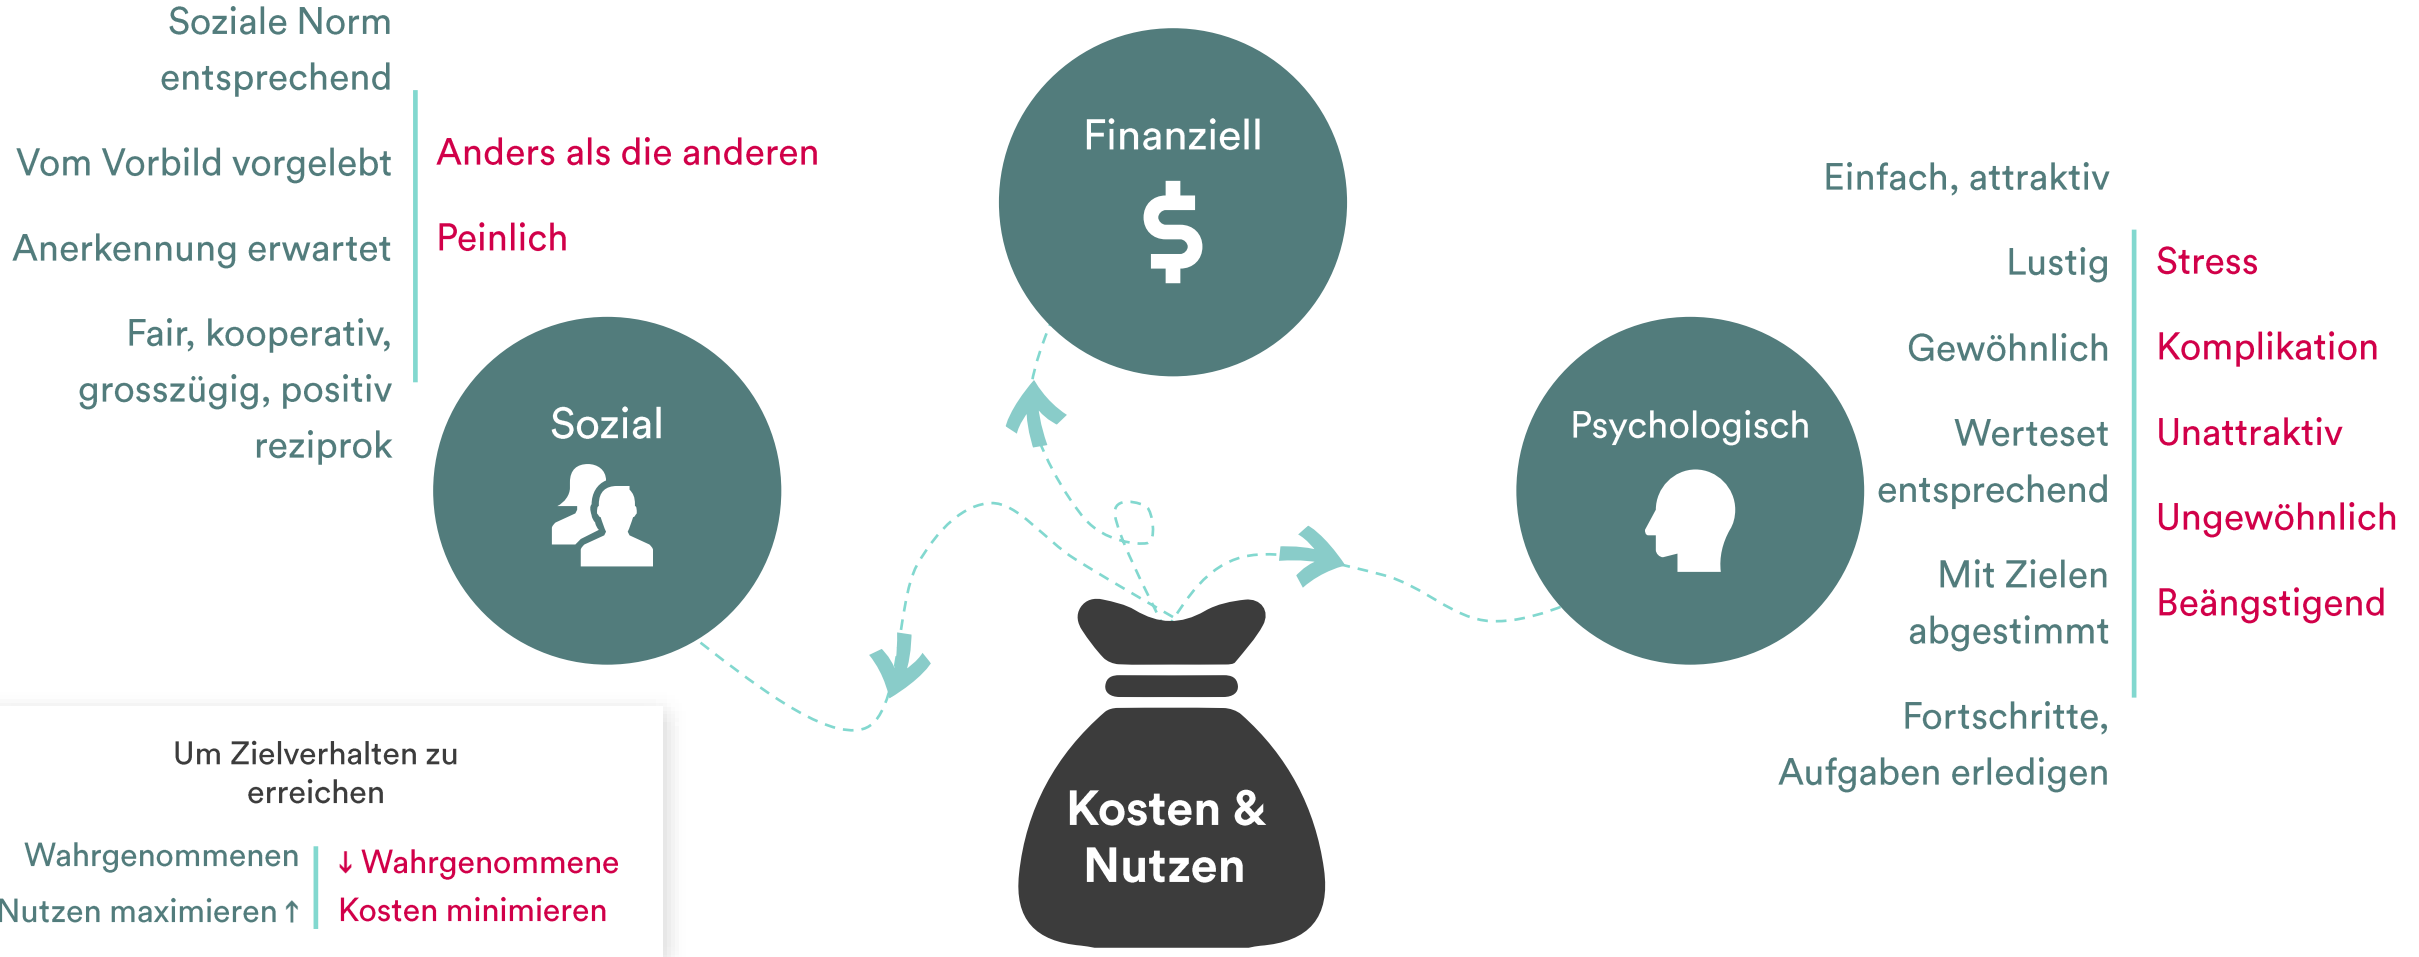 Soziale Norm
entsprechend
Vom Vorbild vorgelebt
Anerkennung erwartet
Fair, kooperativ,
grosszügig, positiv
reziprok
Anders als die anderen
Peinlich
Sozial
Finanziell
$
Psychologisch
Einfach, attraktiv
Lustig
Gewöhnlich
Werteset
entsprechend
Mit Zielen
abgestimmt
Fortschritte,
Aufgaben erledigen
Stress
Komplikation
Unattraktiv
Ungewöhnlich
Beängstigend
Kosten &
Nutzen
Um Zielverhalten zu
erreichen
Wahrgenommenen
Nutzen maximieren ↑
↓ Wahrgenommene
Kosten minimieren